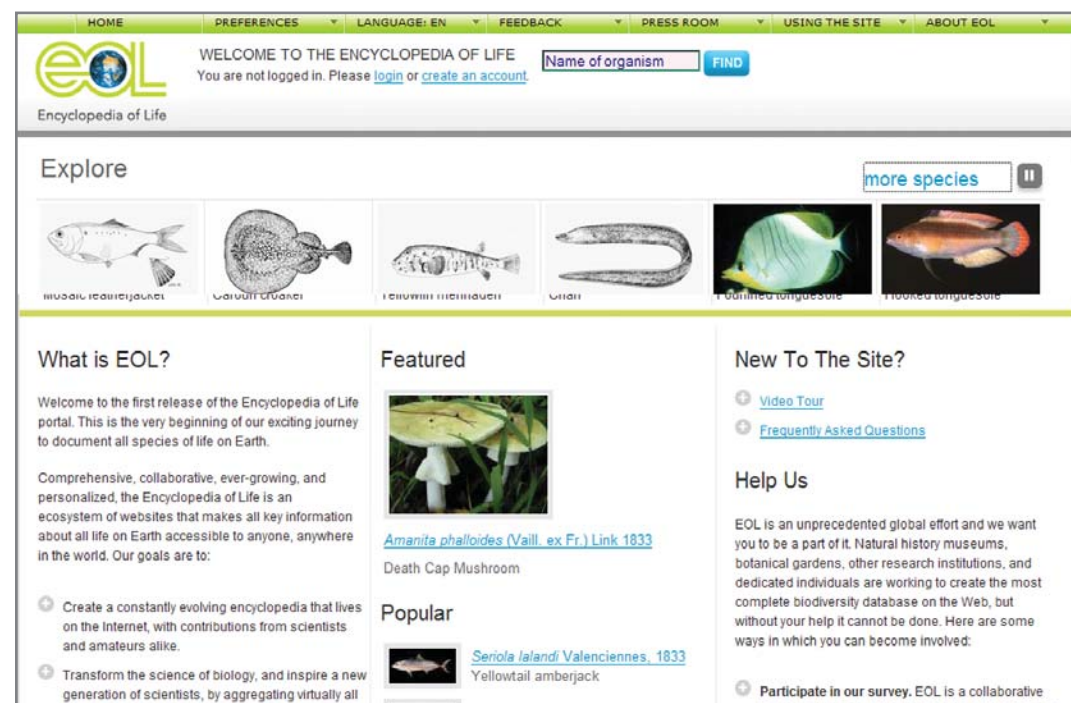 HOME PREFERENCES LANGUAGE: EN FEEDBACK PRESS ROOM USING THE SITE ABOUT EOL
eol
Encyclopedia of Life
WELCOME TO THE ENCYCLOPEDIA OF LIFE
You are not logged in. Please login or create an account.
Name of organism
FIND
Explore
more species
Mosaic leatherjacket Caroun croaker Yellowfin menhaden Fourlined tonguesole Hooked tonguesole
What is EOL?
Welcome to the first release of the Encyclopedia of Life
portal. This is the very beginning of our exciting journey
to document all species of life on Earth.
Comprehensive, collaborative, ever-growing, and
personalized, the Encyclopedia of Life is an
ecosystem of websites that makes all key information
about all life on Earth accessible to anyone, anywhere
in the world. Our goals are to:
Create a constantly evolving encyclopedia that lives
on the Internet, with contributions from scientists
and amateurs alike.
Transform the science of biology, and inspire a new
generation of scientists, by aggregating virtually all
Featured
Amanita phalloides (Vaill. ex Fr.) Link 1833
Death Cap Mushroom
Popular
Seriola lalandi Valenciennes, 1833
Yellowtail amberjack
New To The Site?
Video Tour
Frequently Asked Questions
Help Us
EOL is an unprecedented global effort and we want
you to be a part of it. Natural history museums,
botanical gardens, other research institutions, and
dedicated individuals are working to create the most
complete biodiversity database on the Web, but
without your help it cannot be done. Here are some
ways in which you can become involved:
Participate in our survey. EOL is a collaborative